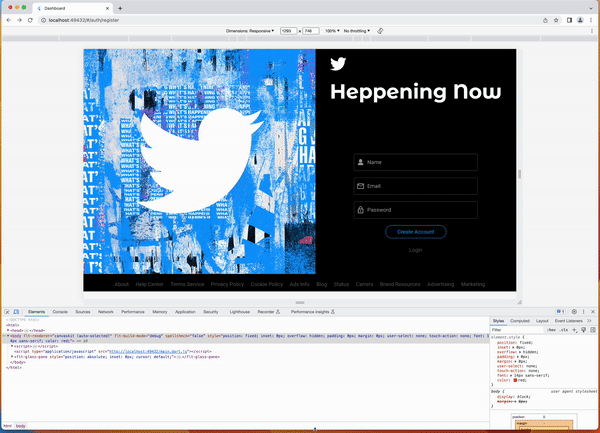 Dashboard
localhost:49432/#/auth/register
Dimensions: Responsive
1293 x 746
100%
No throttling
Heppening Now
Name
Email
Password
Create Account
Login
About Help Center Terms Service Privacy Policy Cookie Policy Ads Info Blog Status Careers Brand Resources Advertising Marketing
Elements Console Sources Network Performance Memory Application Security Lighthouse Recorder Performance insights
Styles Computed Layout Event Listeners
Filter :hov .cls
<!DOCTYPE html>
<html>
<head>…</head>
<body flt-renderer="canvaskit (auto-selected)" flt-build-mode="debug" spellcheck="false" style="position: fixed; inset: 0px; overflow: hidden; padding: 0px; margin: 0px; user-select: none; touch-action: none; font: 14px sans-serif; color: red;"> == $0
<script>…</script>
<script type="application/javascript" src="http://localhost:49432/main.dart.js"></script>
<flt-glass-pane style="position: absolute; inset: 0px; cursor: default;">…</flt-glass-pane>
</body>
</html>
element.style {
position: fixed;
inset: 0px;
overflow: hidden;
padding: 0px;
margin: 0px;
user-select: none;
touch-action: none;
font: 14px sans-serif;
color: red;
}
body { user agent stylesheet
display: block;
margin: 8px;
}
position 0
margin
html body